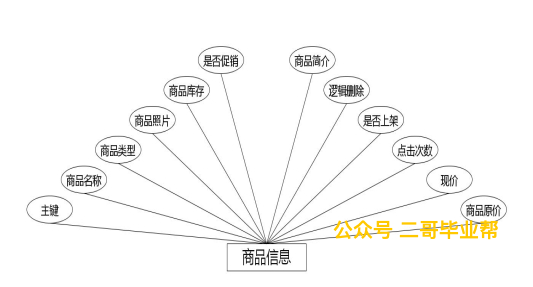 是否促销 商品简介
商品库存 逻辑删除
商品照片 是否上架
商品类型 点击次数
商品名称 现价
主键 商品原价
公众号 二哥毕业帮
商品信息